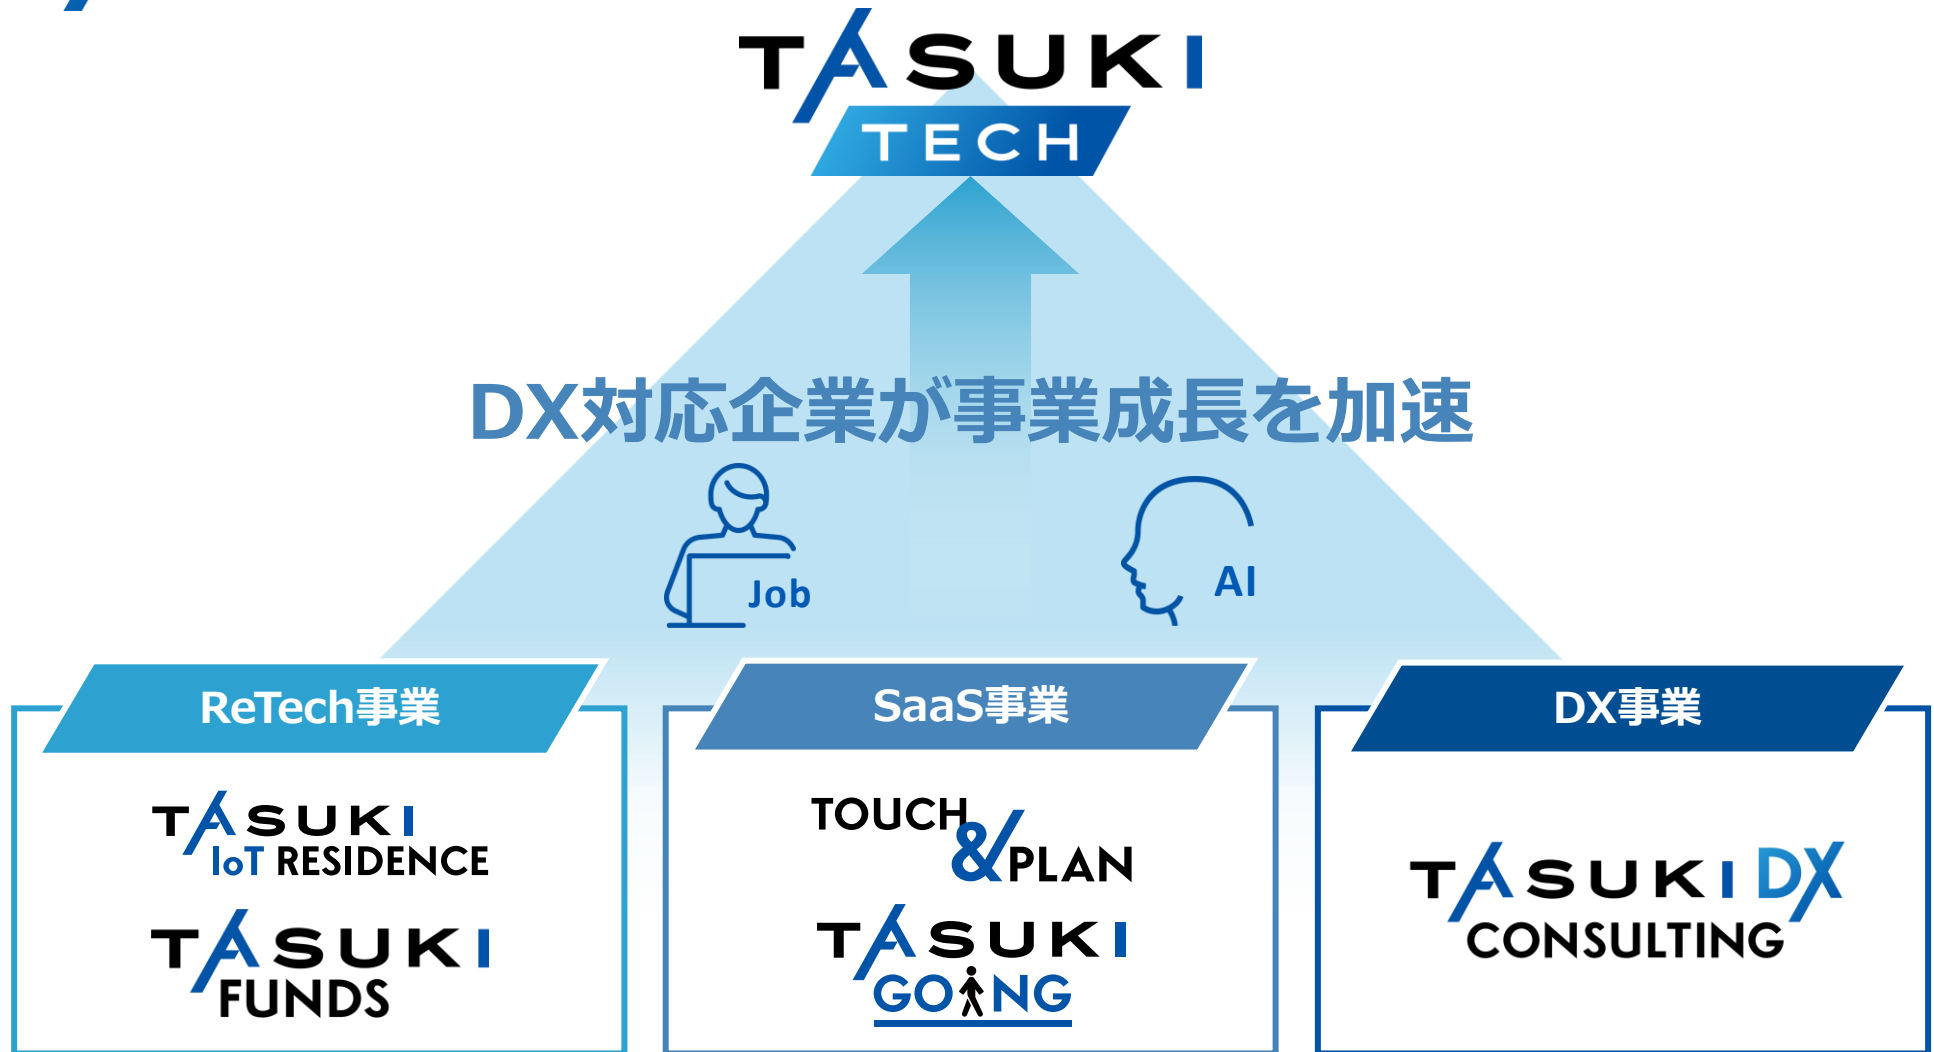 TASUKI
TECH
DX対応企業が事業成長を加速
Job
AI
ReTech事業
TASUKI
IoT RESIDENCE
TASUKI
FUNDS
SaaS事業
TOUCH
&PLAN
TASUKI
GOING
DX事業
TASUKI DX
CONSULTING